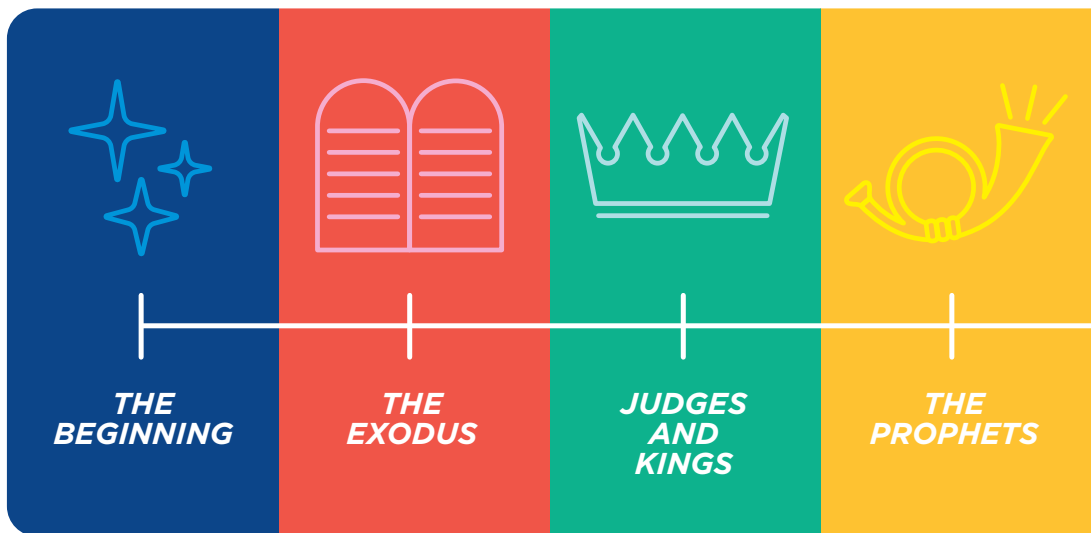 THE
BEGINNING
THE
EXODUS
JUDGES
AND
KINGS
THE
PROPHETS